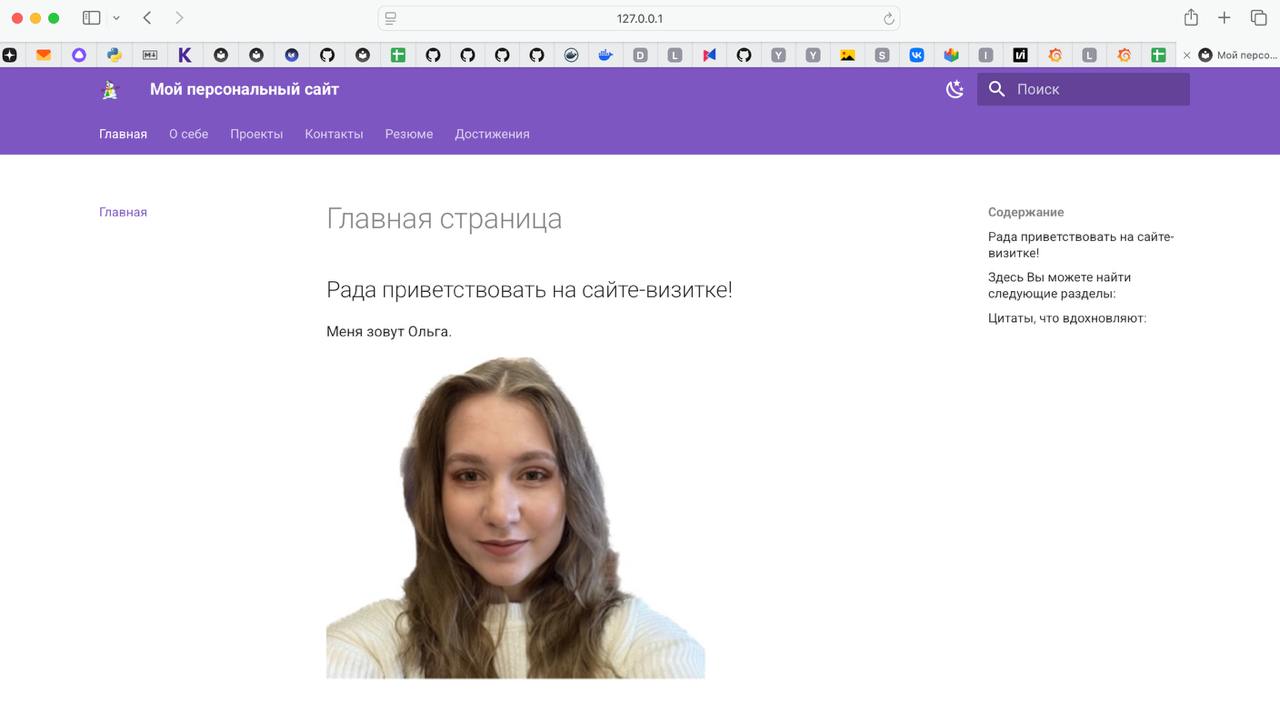 127.0.0.1
D
L
Y
Y
S
I
L
Мой персо...
Мой персональный сайт
Поиск
Главная
О себе
Проекты
Контакты
Резюме
Достижения
Главная
Главная страница
Рада приветствовать на сайте-визитке!
Меня зовут Ольга.
Содержание
Рада приветствовать на сайте-
визитке!
Здесь Вы можете найти
следующие разделы:
Цитаты, что вдохновляют: